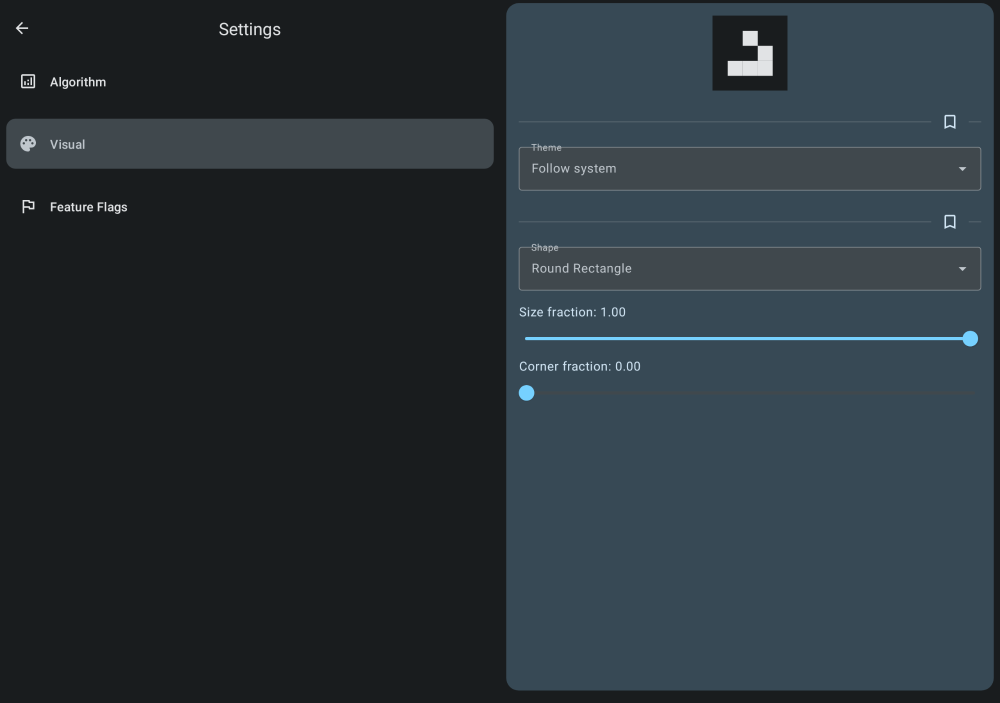 Settings
Algorithm
Visual
Feature Flags
Theme
Follow system
Shape
Round Rectangle
Size fraction: 1.00
Corner fraction: 0.00